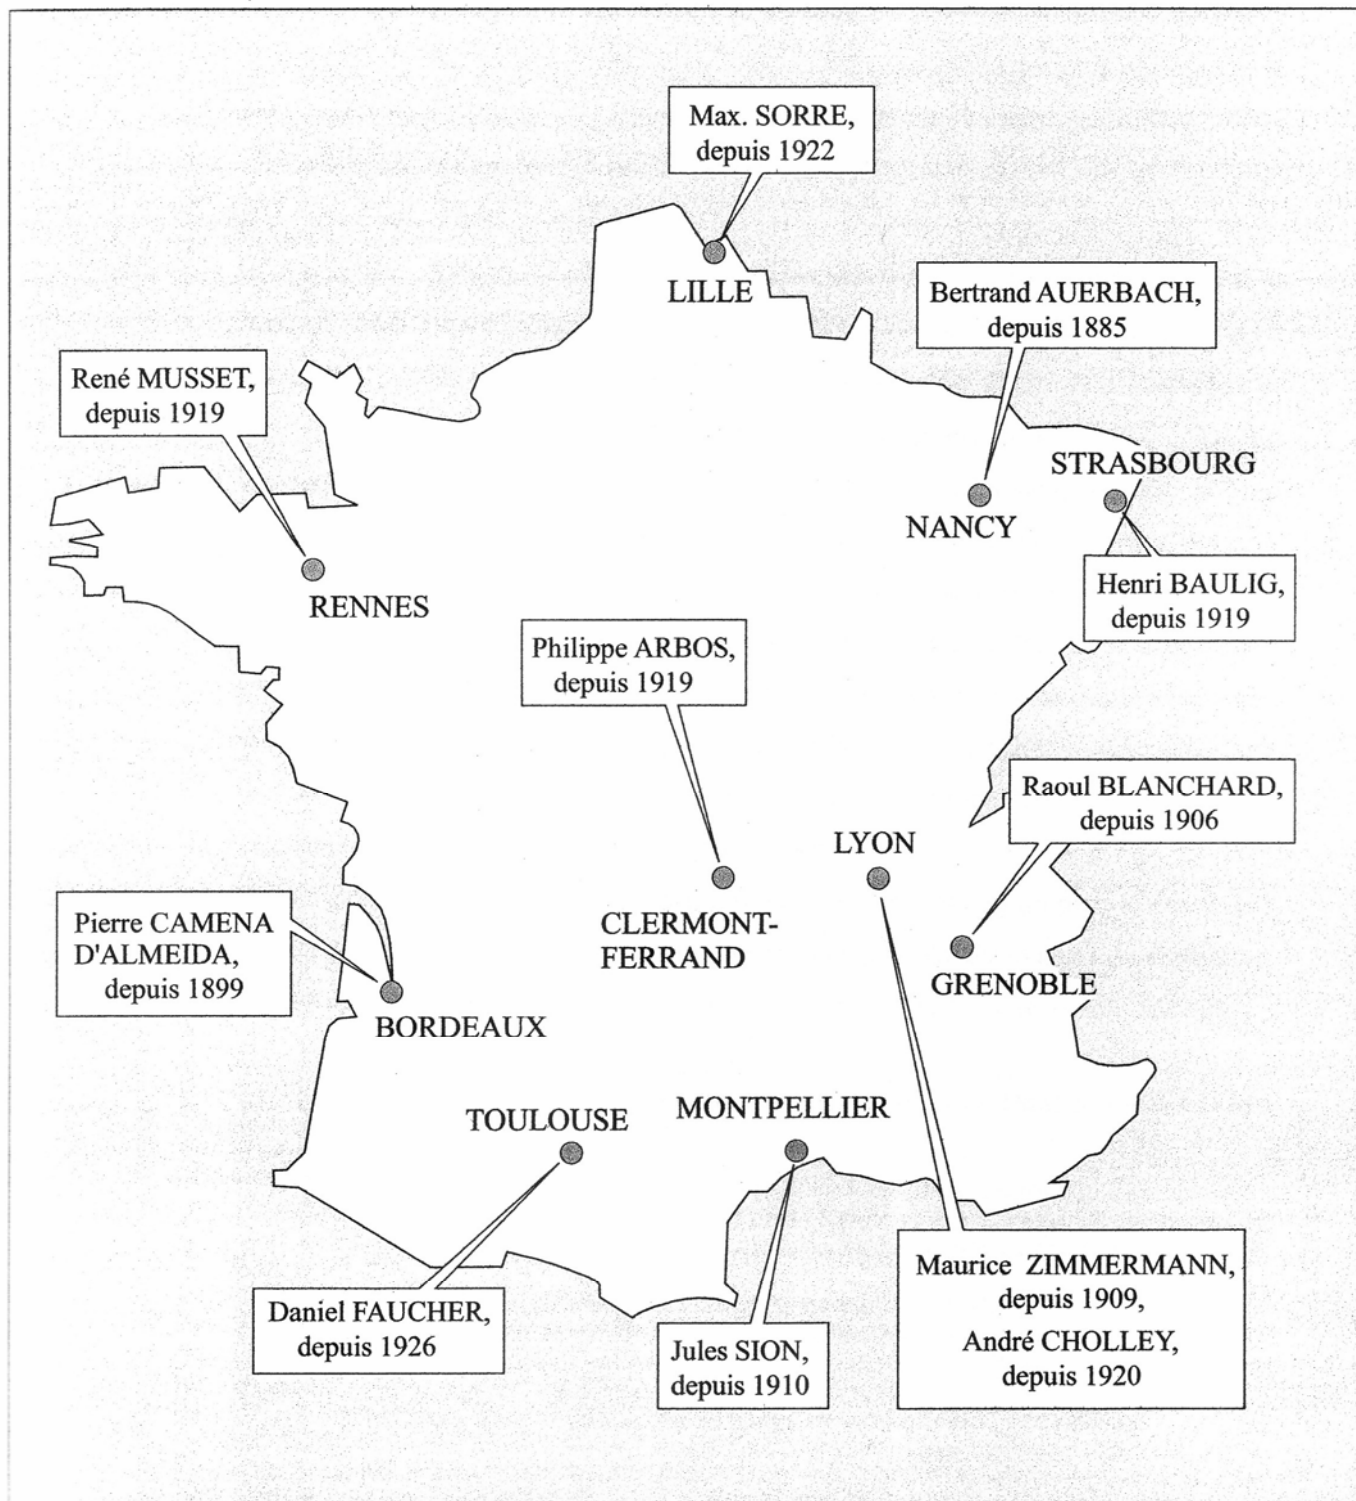 Max. SORRE,
depuis 1922
LILLE
Bertrand AUERBACH,
depuis 1885
René MUSSET,
depuis 1919
STRASBOURG
NANCY
RENNES
Henri BAULIG,
depuis 1919
Philippe ARBOS,
depuis 1919
Raoul BLANCHARD,
depuis 1906
LYON
Pierre CAMENA
D'ALMEIDA,
depuis 1899
CLERMONT-
FERRAND
GRENOBLE
BORDEAUX
TOULOUSE
MONTPELLIER
Daniel FAUCHER,
depuis 1926
Jules SION,
depuis 1910
Maurice ZIMMERMANN,
depuis 1909,
André CHOLLEY,
depuis 1920